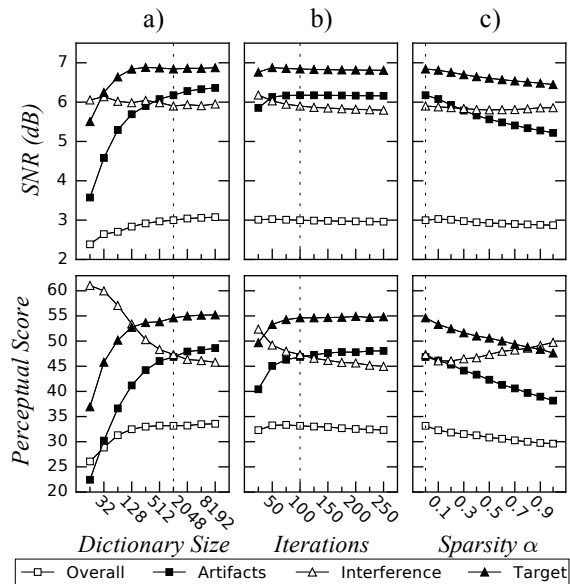 a) b) c)
SNR (dB)
7
6
5
4
3
2
Perceptual Score
60
55
50
45
40
35
30
25
20
32 128 512 2048 8192
50 100 150 200 250
0.1 0.3 0.5 0.7 0.9
Dictionary Size Iterations Sparsity α
Overall Artifacts Interference Target